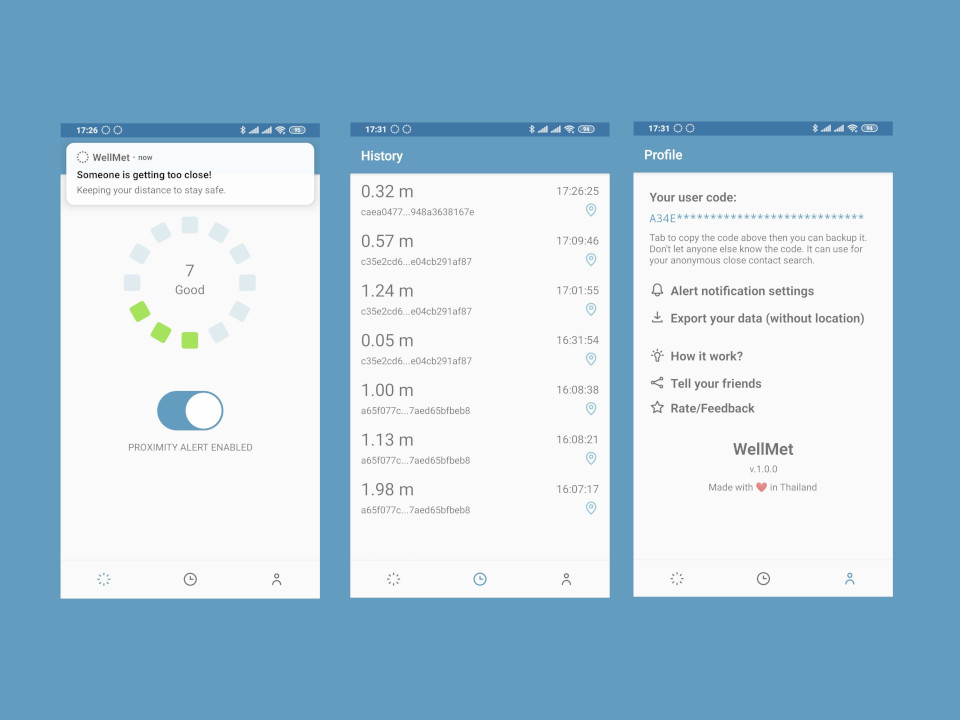 17:26
95
WellMet • now
Someone is getting too close!
Keeping your distance to stay safe.
7
Good
PROXIMITY ALERT ENABLED
17:31
94
History
0.32 m 17:26:25
caea0477...948a3638167e
0.57 m 17:09:46
c35e2cd6...e04cb291af87
1.24 m 17:01:55
c35e2cd6...e04cb291af87
0.05 m 16:31:54
c35e2cd6...e04cb291af87
1.00 m 16:08:38
a65f077c...7aed65bfbeb8
1.13 m 16:08:21
a65f077c...7aed65bfbeb8
1.98 m 16:07:17
a65f077c...7aed65bfbeb8
17:31
94
Profile
Your user code:
A34E****************************
Tab to copy the code above then you can backup it.
Don't let anyone else know the code. It can use for
your anonymous close contact search.
Alert notification settings
Export your data (without location)
How it work?
Tell your friends
Rate/Feedback
WellMet
v.1.0.0
Made with ❤️ in Thailand